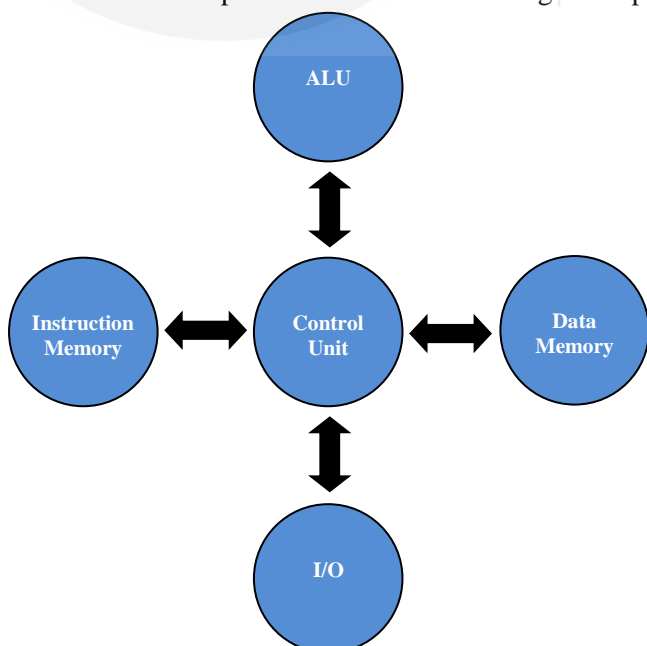 ALU
Instruction
Memory
Control
Unit
Data
Memory
I/O